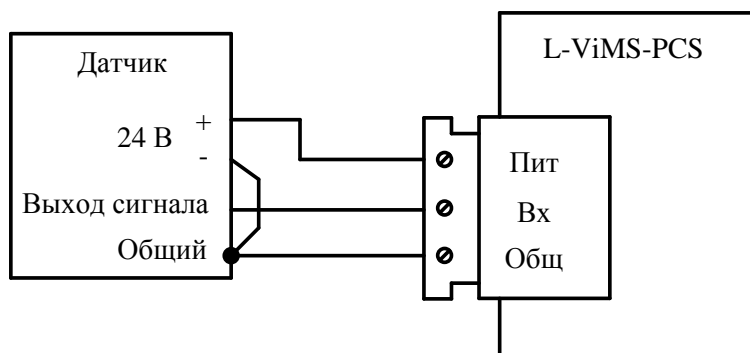 Датчик
24 В
+
-
Выход сигнала
Общий
L-ViMS-PCS
Пит
Вх
Общ